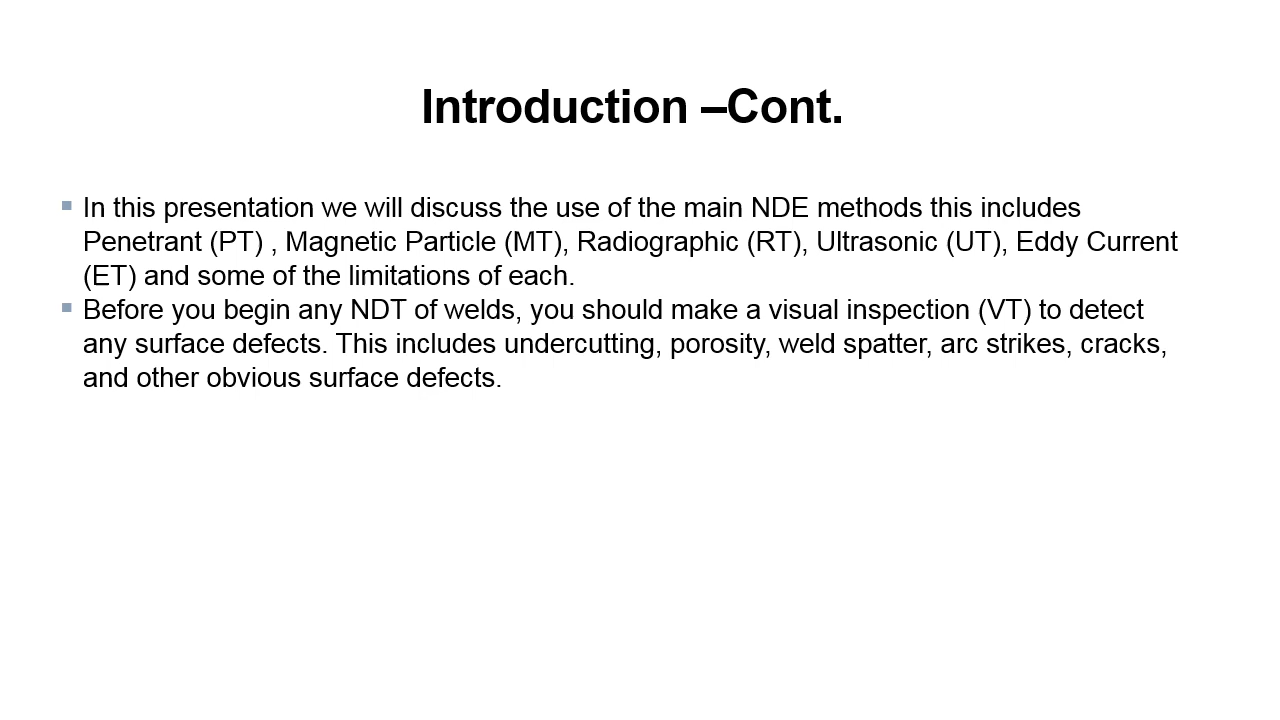 Introduction –Cont.
▪ In this presentation we will discuss the use of the main NDE methods this includes
Penetrant (PT) , Magnetic Particle (MT), Radiographic (RT), Ultrasonic (UT), Eddy Current
(ET) and some of the limitations of each.
▪ Before you begin any NDT of welds, you should make a visual inspection (VT) to detect
any surface defects. This includes undercutting, porosity, weld spatter, arc strikes, cracks,
and other obvious surface defects.